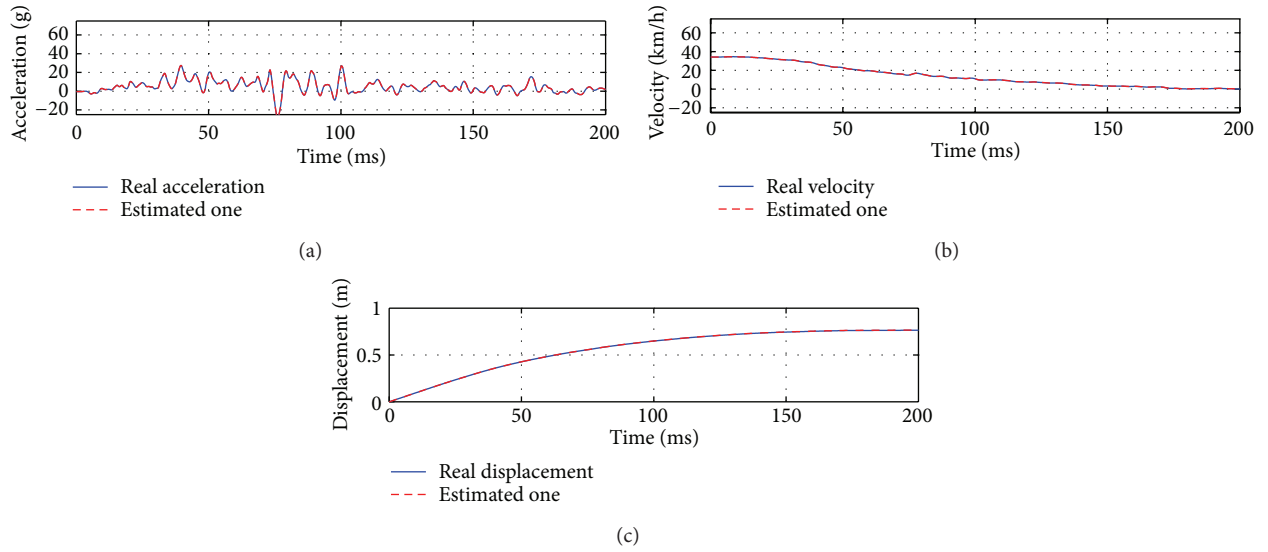 Acceleration (g)
60
40
20
0
−20
0
50
100
150
200
Time (ms)
Real acceleration
Estimated one
(a)
Velocity (km/h)
60
40
20
0
−20
0
50
100
150
200
Time (ms)
Real velocity
Estimated one
(b)
Displacement (m)
1
0.5
0
0
50
100
150
200
Time (ms)
Real displacement
Estimated one
(c)